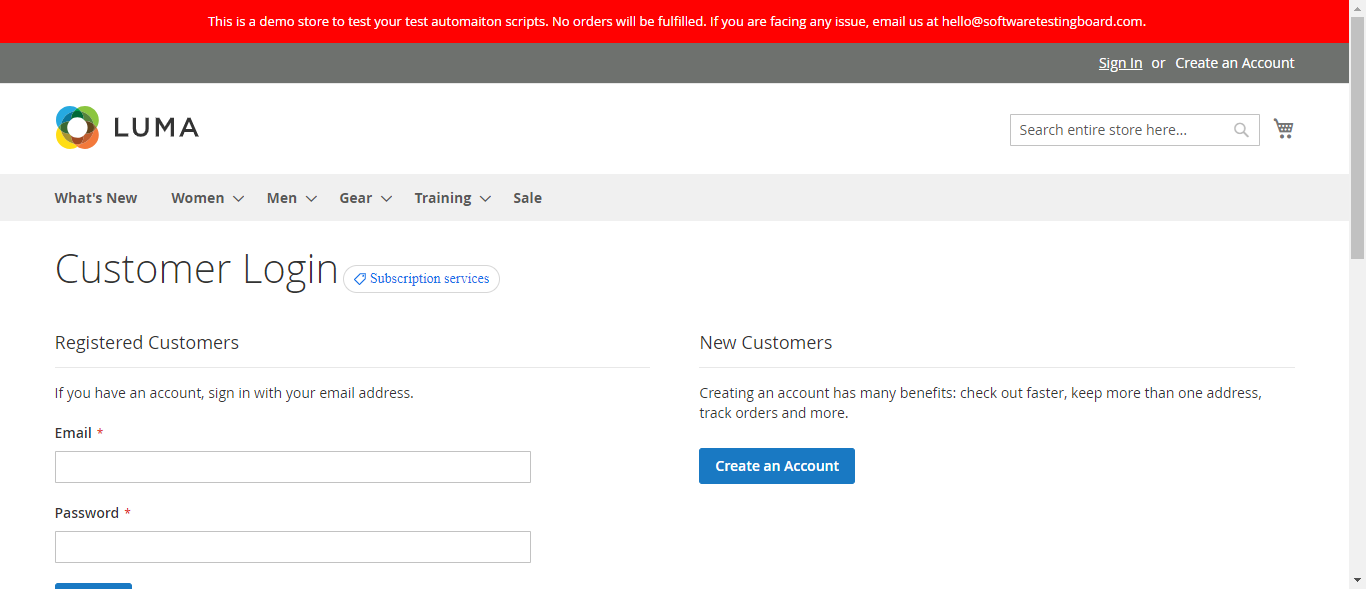 This is a demo store to test your test automaiton scripts. No orders will be fulfilled. If you are facing any issue, email us at hello@softwaretestingboard.com.
Sign In or Create an Account
LUMA
Search entire store here...
What's New Women Men Gear Training Sale
Customer Login
Subscription services
Registered Customers
If you have an account, sign in with your email address.
Email *
Password *
New Customers
Creating an account has many benefits: check out faster, keep more than one address,
track orders and more.
Create an Account